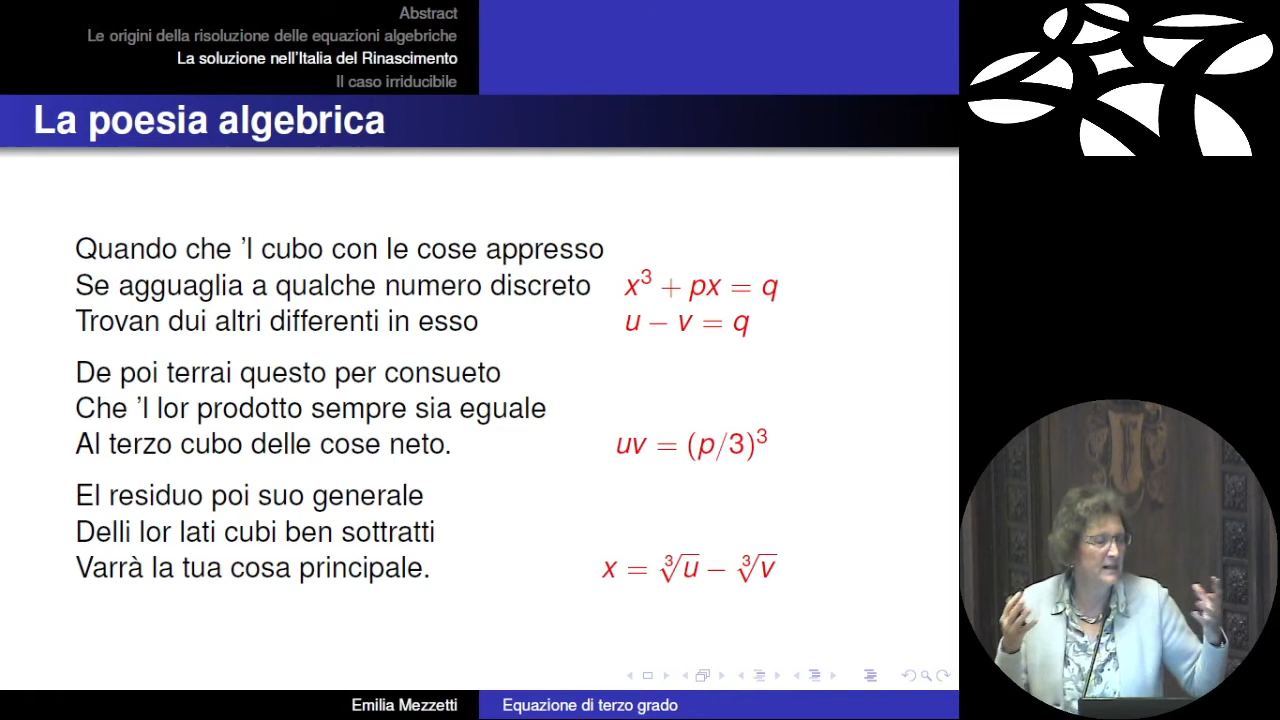 Abstract
Le origini della risoluzione delle equazioni algebriche
La soluzione nell'Italia del Rinascimento
Il caso irriducibile
La poesia algebrica
Quando che 'l cubo con le cose appresso
Se agguaglia a qualche numero discreto x³ + px = q
Trovan dui altri differenti in esso u − v = q
De poi terrai questo per consueto
Che 'l lor prodotto sempre sia eguale
Al terzo cubo delle cose neto. uv = (p/3)³
El residuo poi suo generale
Delli lor lati cubi ben sottratti
Varrà la tua cosa principale. x = ∛u − ∛v
Emilia Mezzetti Equazione di terzo grado